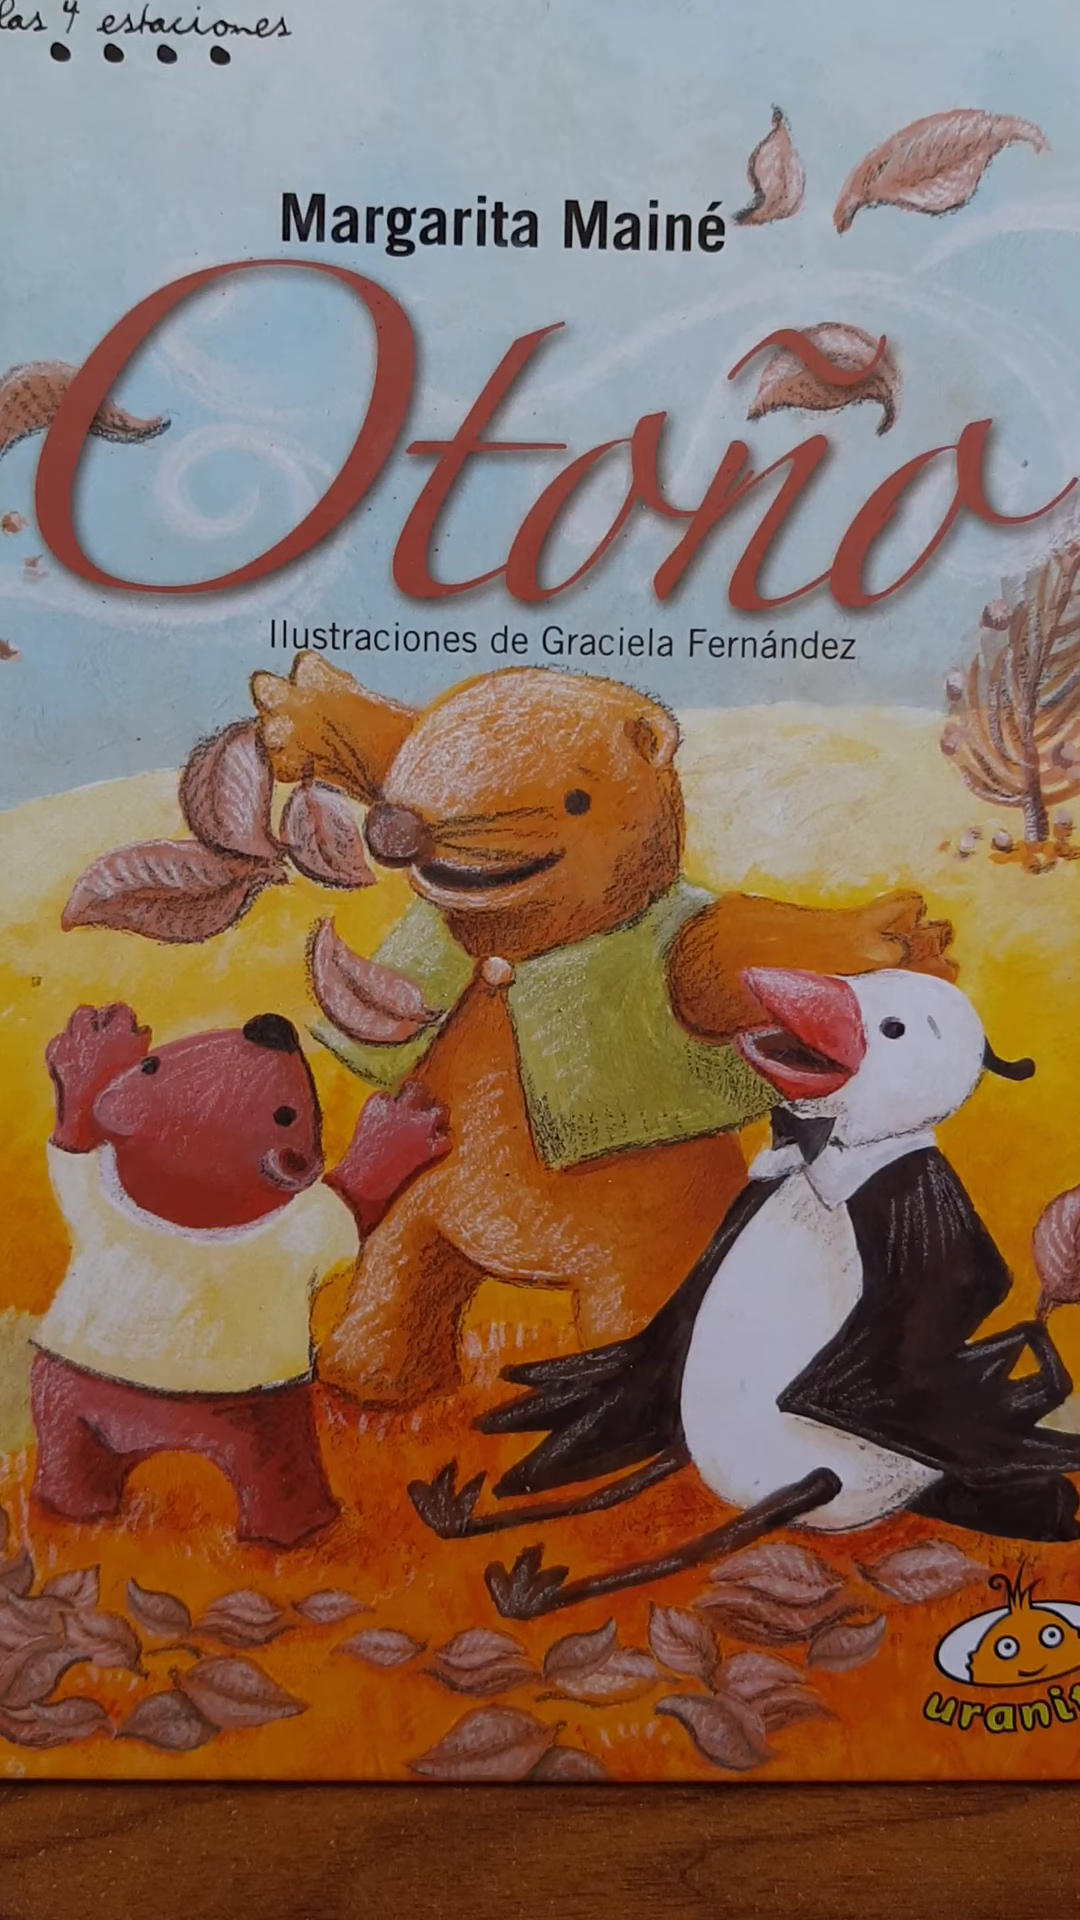 las 4 estaciones
Margarita Mainé
Otoño
Ilustraciones de Graciela Fernández